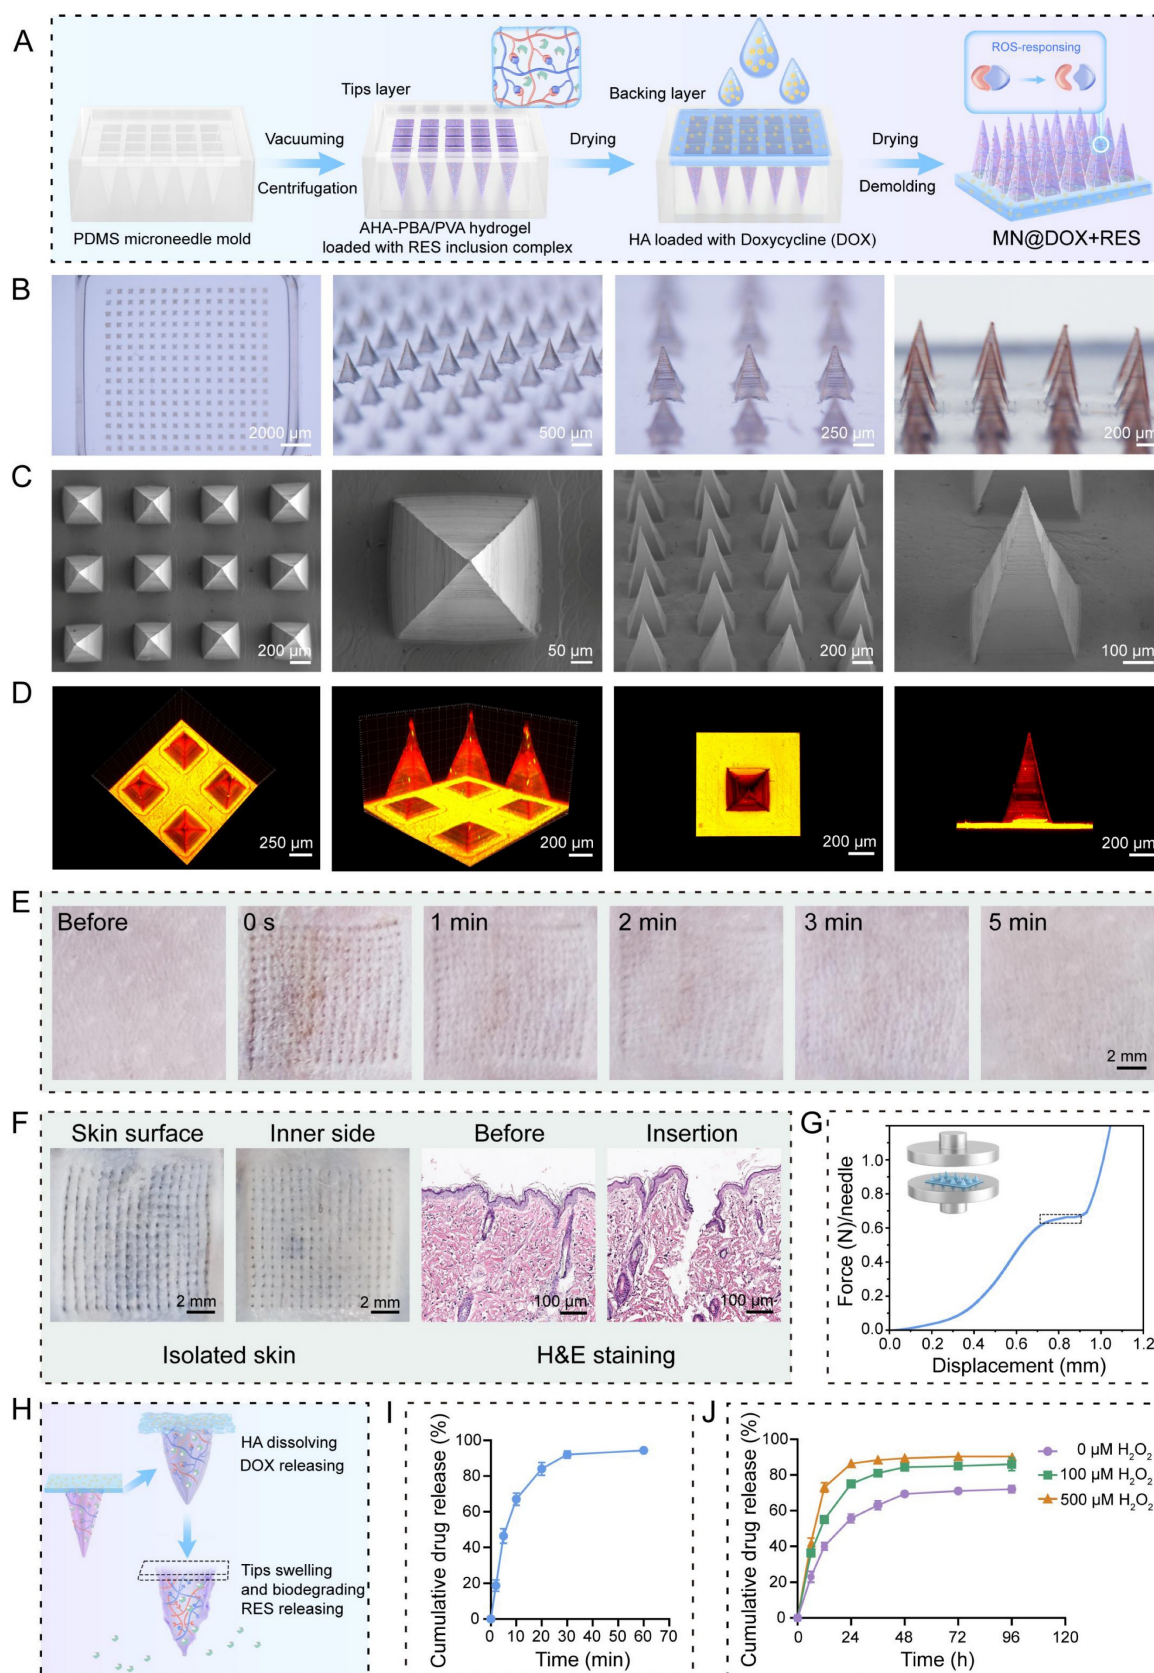 A
ROS-responsing
Tips layer
Backing layer
Vacuuming
Centrifugation
Drying
Drying
Demolding
PDMS microneedle mold
AHA-PBA/PVA hydrogel
loaded with RES inclusion complex
HA loaded with Doxycycline (DOX)
MN@DOX+RES
B
2000 µm
500 µm
250 µm
200 µm
C
200 µm
50 µm
200 µm
100 µm
D
250 µm
200 µm
200 µm
200 µm
E
Before
0 s
1 min
2 min
3 min
5 min
2 mm
F
Skin surface
Inner side
Before
Insertion
2 mm
2 mm
100 µm
100 µm
Isolated skin
H&E staining
G
Force (N)/needle
1.0
0.8
0.6
0.4
0.2
0.0
0.0 0.2 0.4 0.6 0.8 1.0 1.2
Displacement (mm)
H
HA dissolving
DOX releasing
Tips swelling
and biodegrading
RES releasing
I
Cumulative drug release (%)
100
80
60
40
20
0
0 10 20 30 40 50 60 70
Time (min)
J
Cumulative drug release (%)
100
80
60
40
20
0
0 24 48 72 96 120
Time (h)
0 µM H₂O₂
100 µM H₂O₂
500 µM H₂O₂